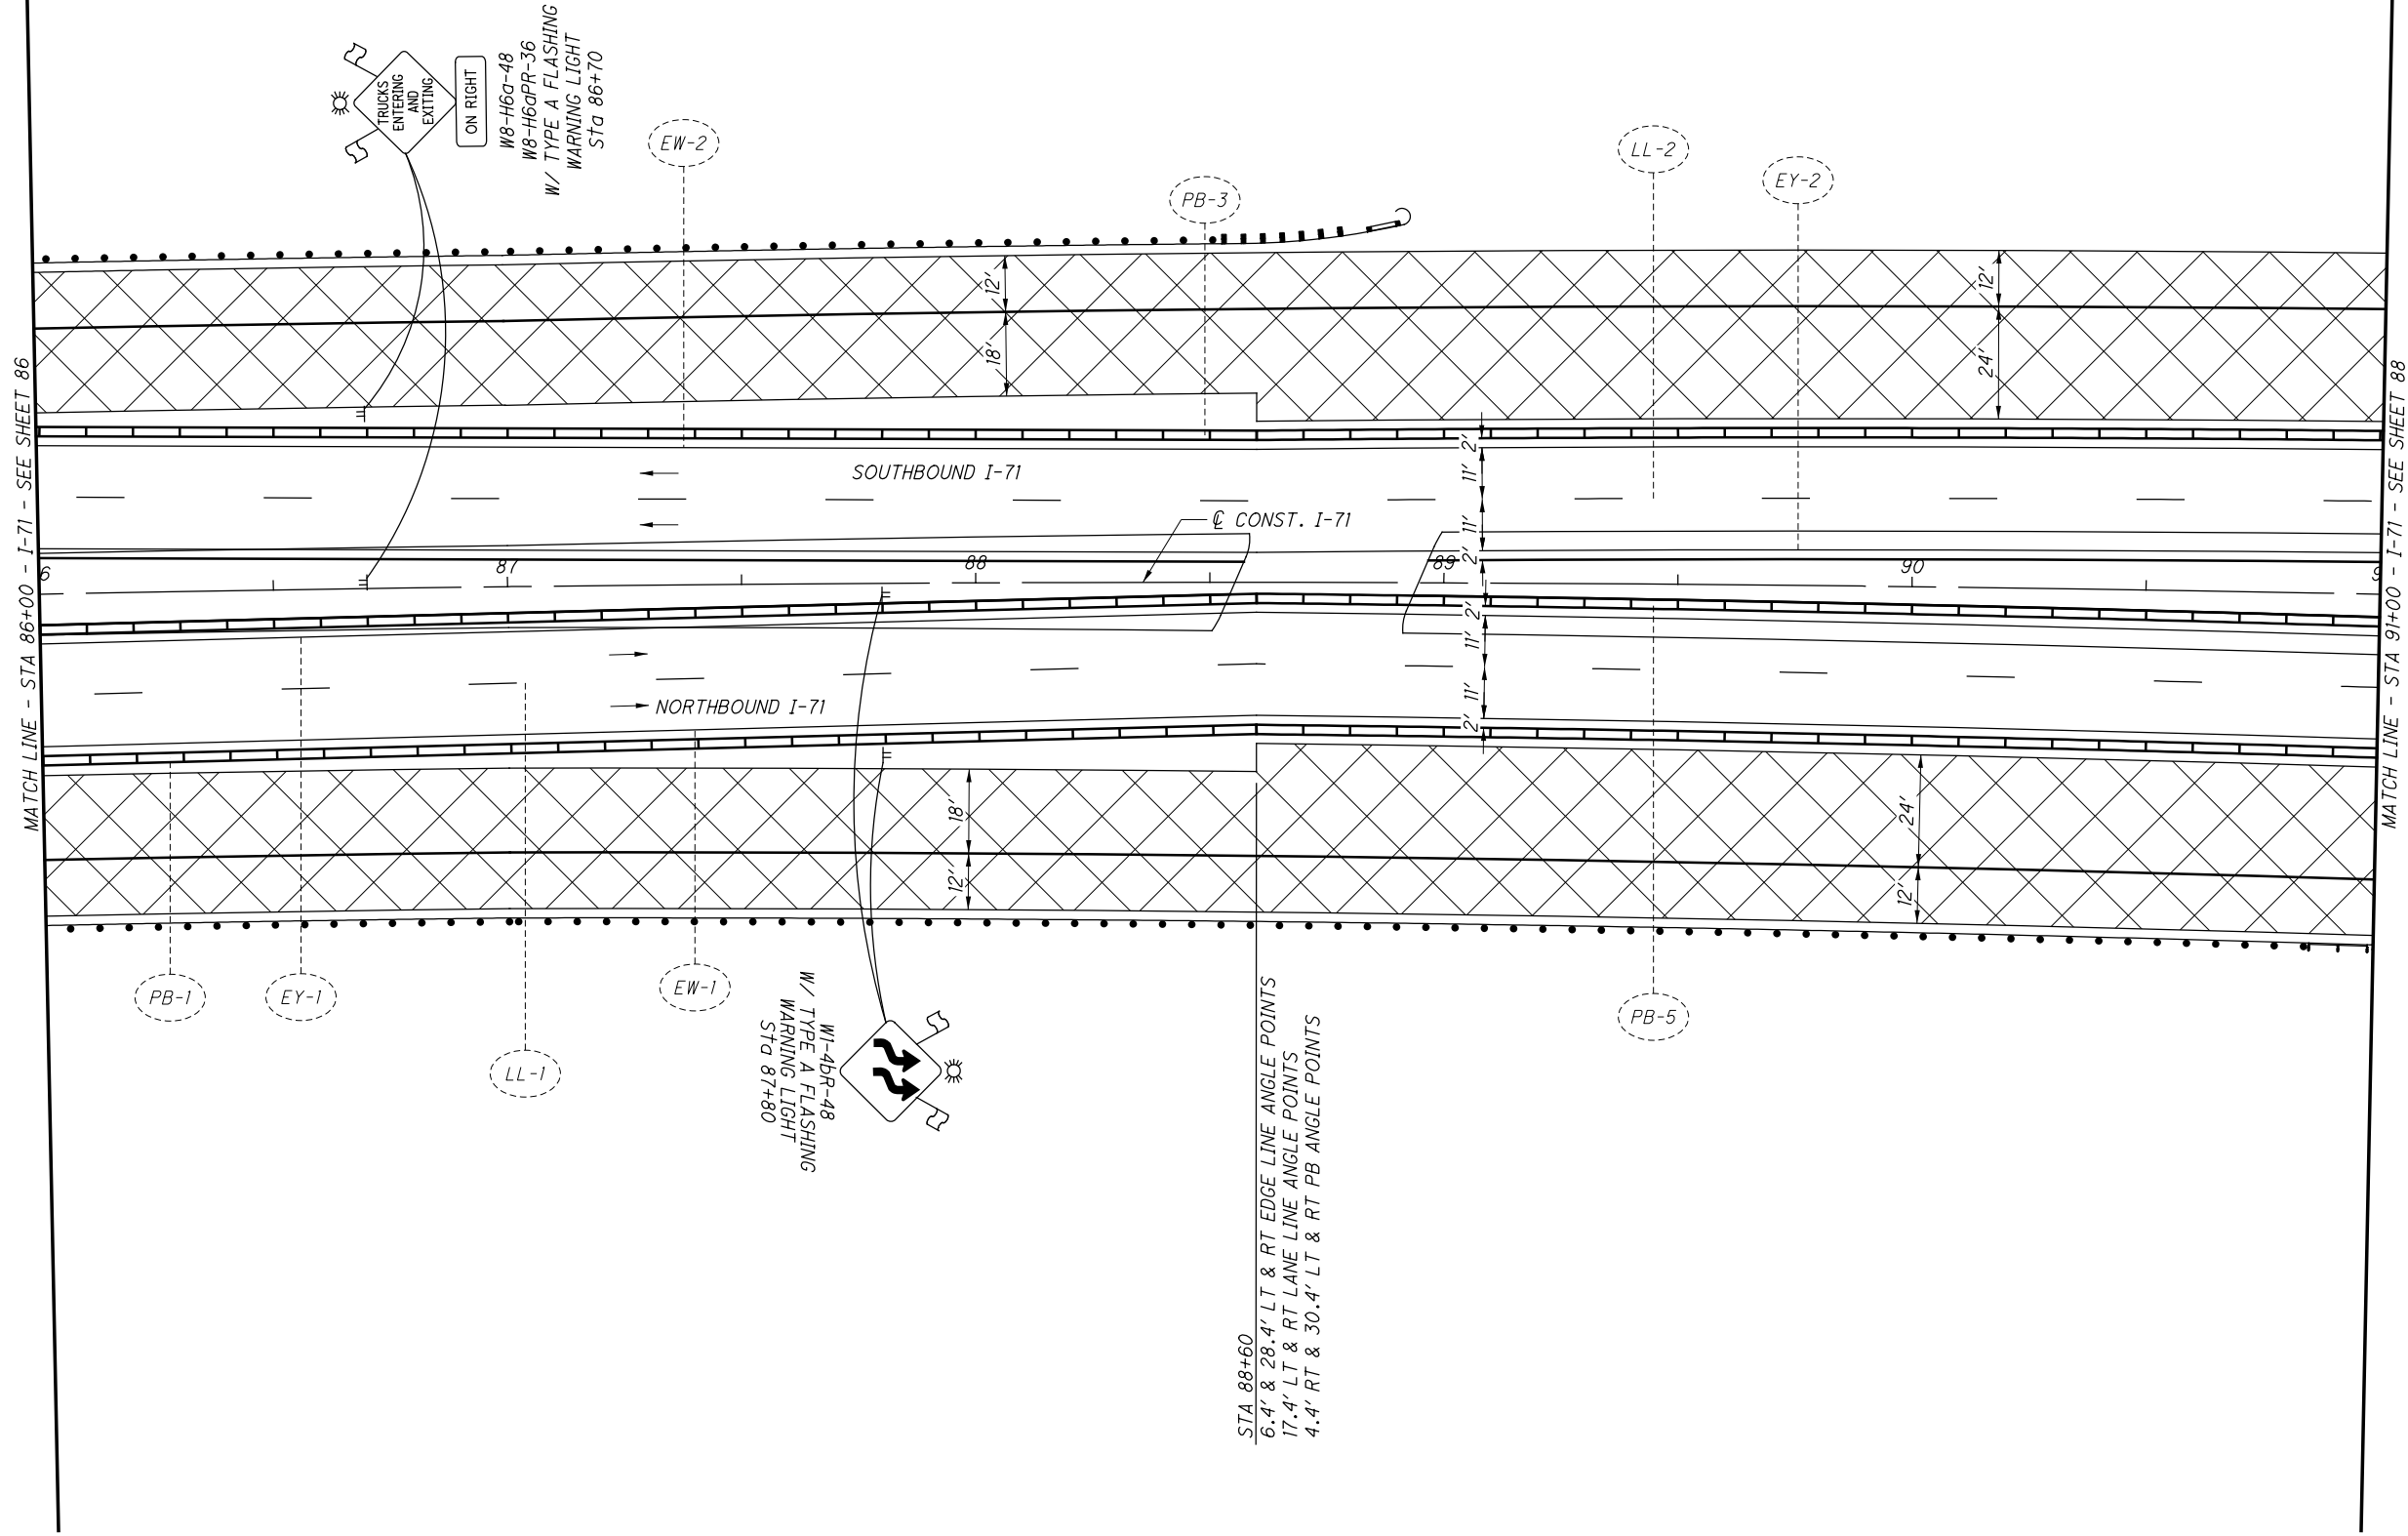 TRUCKS
ENTERING
AND
EXITING
ON RIGHT
W8-H6a-48
W8-H6aPR-36
W/ TYPE A FLASHING
WARNING LIGHT
Sta 86+70
EW-2
PB-3
LL-2
EY-2
12'
18'
12'
24'
MATCH LINE - STA 86+00 - I-71 - SEE SHEET 86
MATCH LINE - STA 91+00 - I-71 - SEE SHEET 88
SOUTHBOUND I-71
℄ CONST. I-71
2'
11'
11'
2'
6
87
88
89
90
9
2'
11'
11'
2'
NORTHBOUND I-71
18'
12'
24'
12'
PB-1
EY-1
LL-1
EW-1
PB-5
W1-4bR-48
W/ TYPE A FLASHING
WARNING LIGHT
Sta 87+80
STA 88+60
6.4' & 28.4' LT & RT EDGE LINE ANGLE POINTS
17.4' LT & RT LANE LINE ANGLE POINTS
4.4' RT & 30.4' LT & RT PB ANGLE POINTS